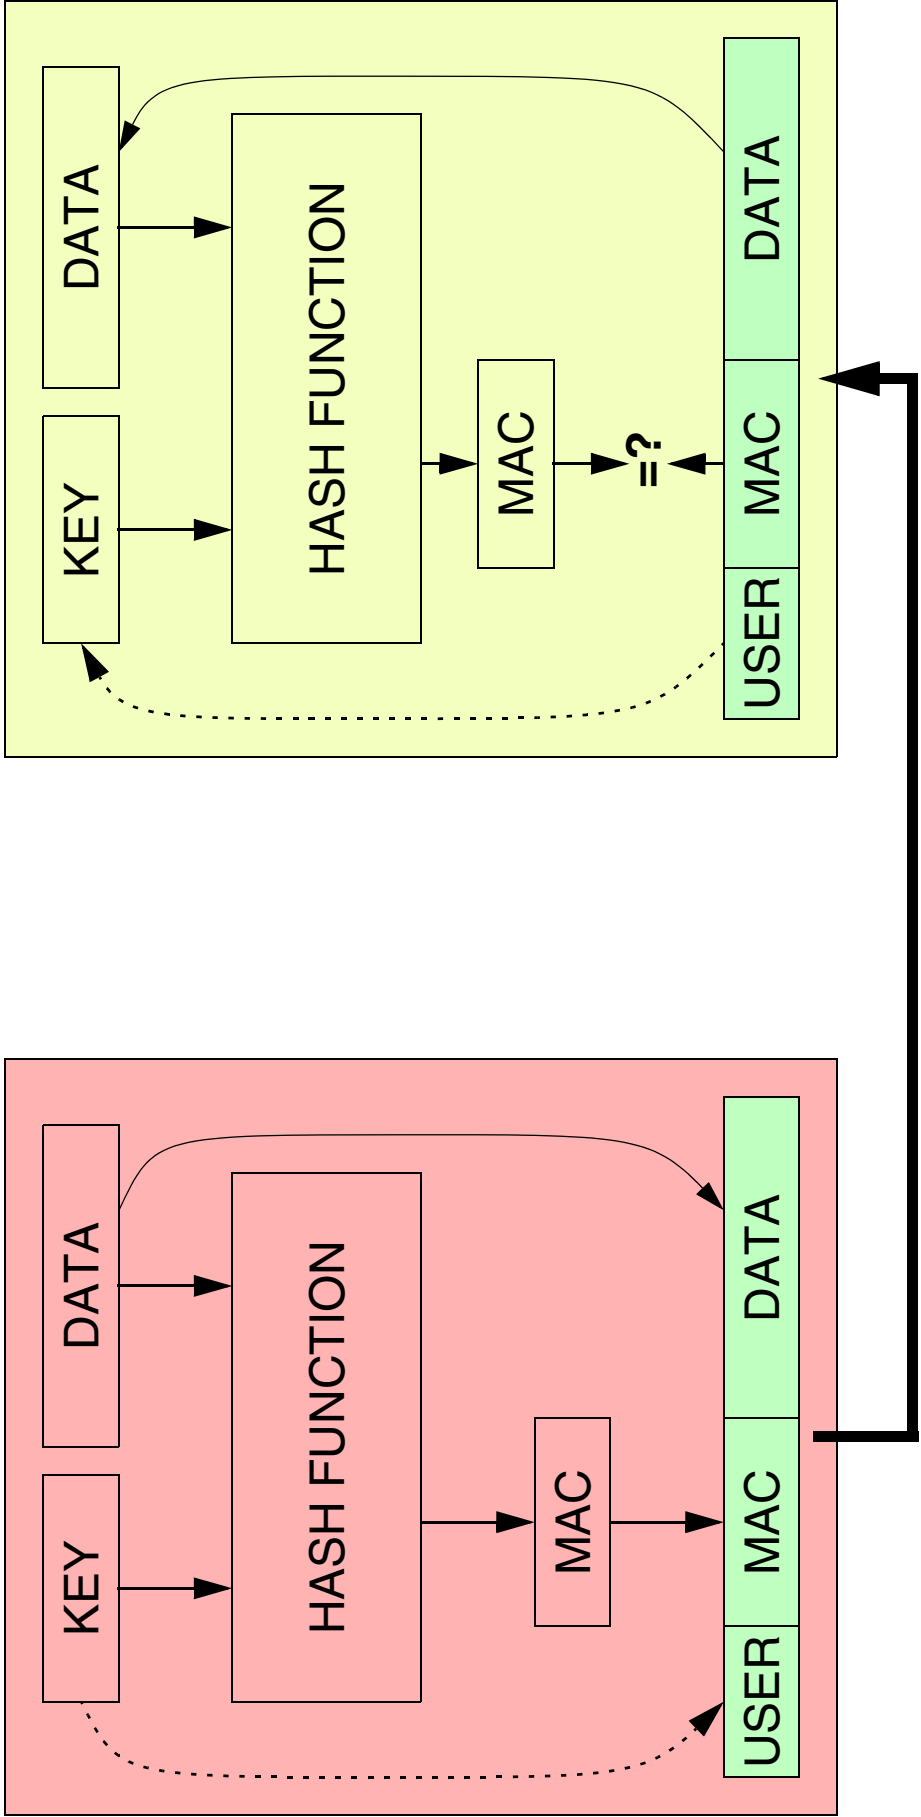 KEY DATA
HASH FUNCTION
MAC
USER MAC DATA
KEY DATA
HASH FUNCTION
MAC
=?
USER MAC DATA